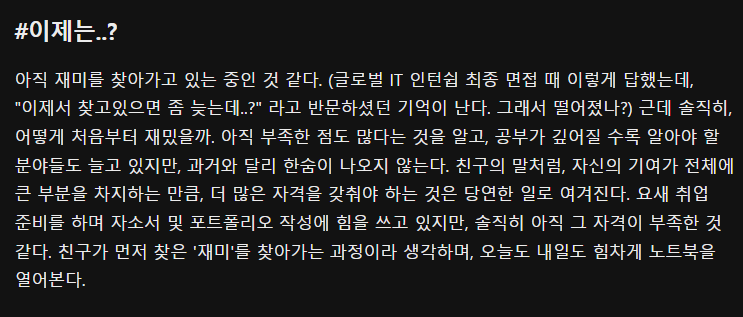 #이제는..?
아직 재미를 찾아가고 있는 중인 것 같다. (글로벌 IT 인턴쉽 최종 면접 때 이렇게 답했는데,
"이제서 찾고있으면 좀 늦는데..?" 라고 반문하셨던 기억이 난다. 그래서 떨어졌나?) 근데 솔직히,
어떻게 처음부터 재밌을까. 아직 부족한 점도 많다는 것을 알고, 공부가 깊어질 수록 알아야 할
분야들도 늘고 있지만, 과거와 달리 한숨이 나오지 않는다. 친구의 말처럼, 자신의 기여가 전체에
큰 부분을 차지하는 만큼, 더 많은 자격을 갖춰야 하는 것은 당연한 일로 여겨진다. 요새 취업
준비를 하며 자소서 및 포트폴리오 작성에 힘을 쓰고 있지만, 솔직히 아직 그 자격이 부족한 것
같다. 친구가 먼저 찾은 '재미'를 찾아가는 과정이라 생각하며, 오늘도 내일도 힘차게 노트북을
열어본다.